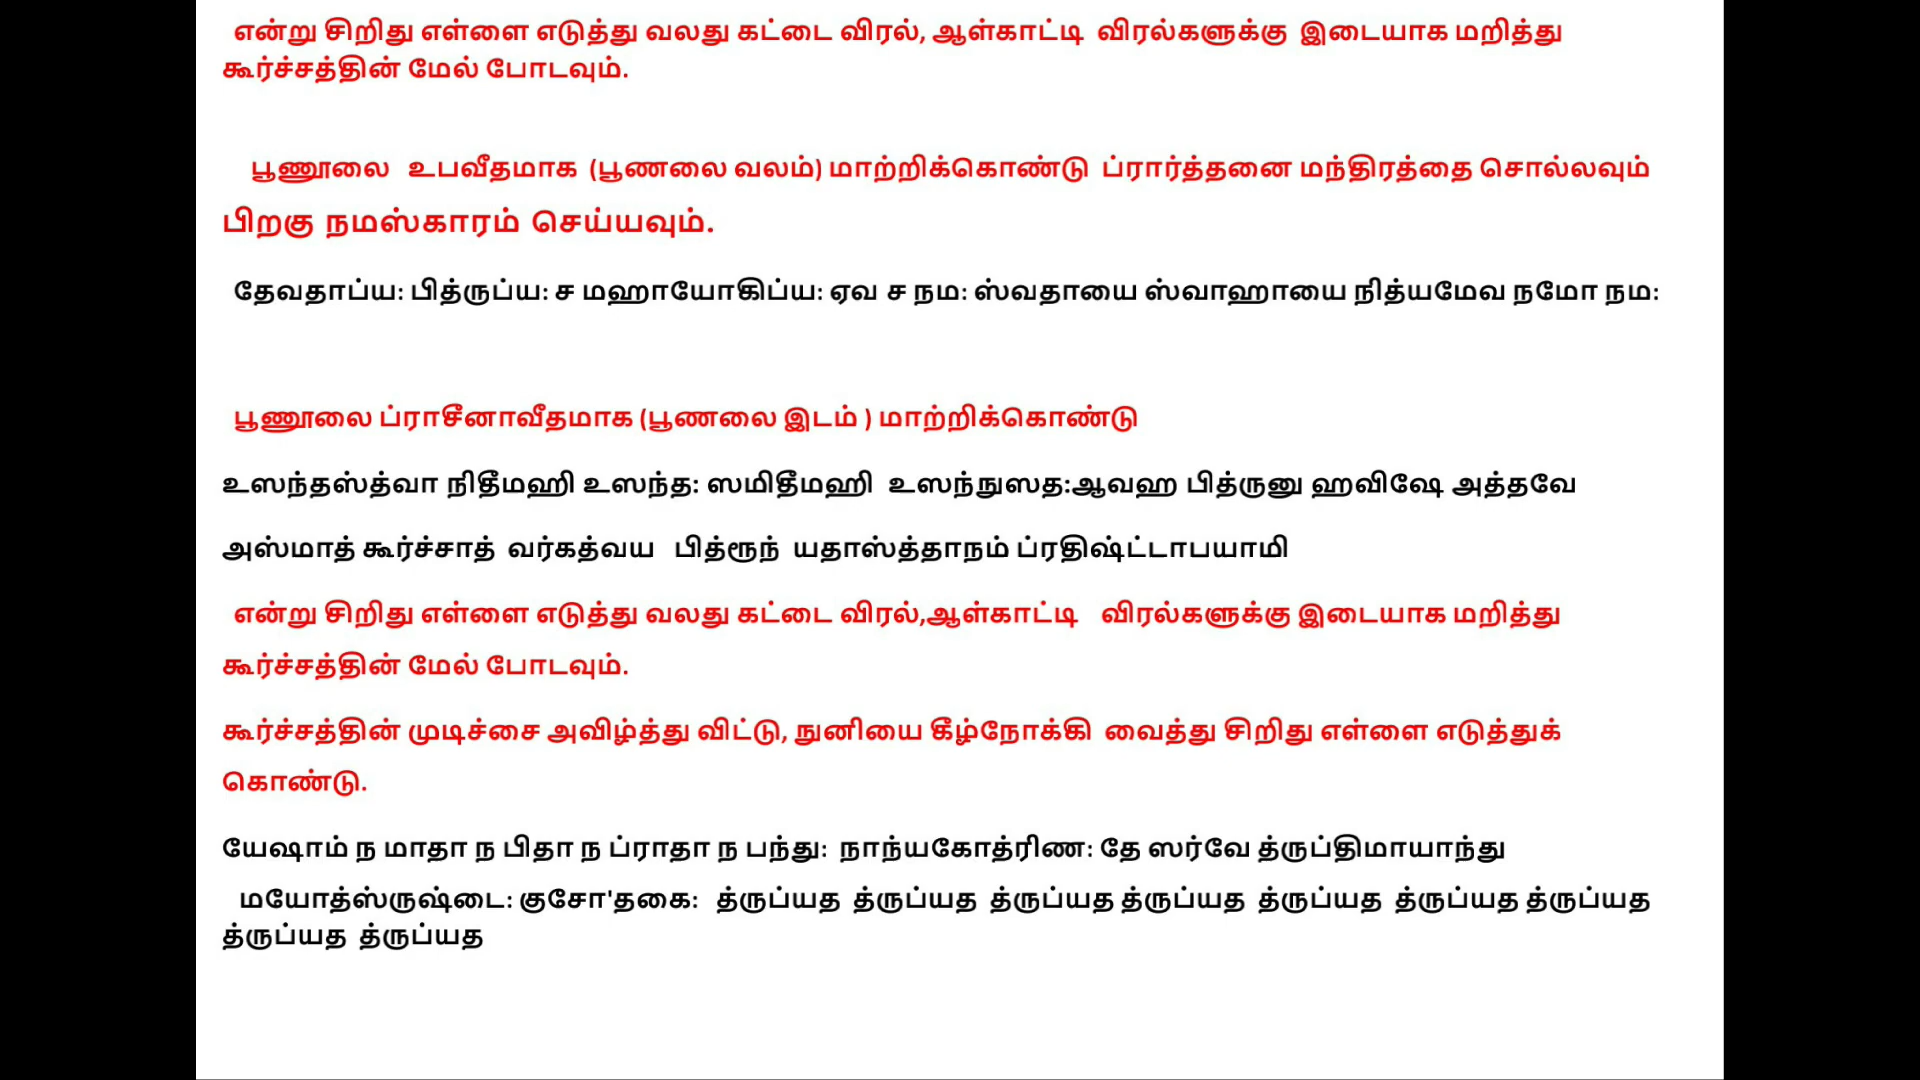 என்று சிறிது எள்ளை எடுத்து வலது கட்டை விரல், ஆள்காட்டி விரல்களுக்கு இடையாக மறித்து
கூர்ச்சத்தின் மேல் போடவும்.
பூணூலை உபவீதமாக (பூணலை வலம்) மாற்றிக்கொண்டு ப்ரார்த்தனை மந்திரத்தை சொல்லவும்
பிறகு நமஸ்காரம் செய்யவும்.
தேவதாப்ய: பித்ருப்ய: ச மஹாயோகிப்ய: ஏவ ச நம: ஸ்வதாயை ஸ்வாஹாயை நித்யமேவ நமோ நம:
பூணூலை ப்ராசீனாவீதமாக (பூணலை இடம் ) மாற்றிக்கொண்டு
உஸந்தஸ்த்வா நிதீமஹி உஸந்த: ஸமிதீமஹி உஸந்நுஸத:ஆவஹ பித்ருனு ஹவிஷே அத்தவே
அஸ்மாத் கூர்ச்சாத் வர்கத்வய பித்ரூந் யதாஸ்த்தாநம் ப்ரதிஷ்ட்டாபயாமி
என்று சிறிது எள்ளை எடுத்து வலது கட்டை விரல்,ஆள்காட்டி விரல்களுக்கு இடையாக மறித்து
கூர்ச்சத்தின் மேல் போடவும்.
கூர்ச்சத்தின் முடிச்சை அவிழ்த்து விட்டு, நுனியை கீழ்நோக்கி வைத்து சிறிது எள்ளை எடுத்துக்
கொண்டு.
யேஷாம் ந மாதா ந பிதா ந ப்ராதா ந பந்து: நாந்யகோத்ரிண: தே ஸர்வே த்ருப்திமாயாந்து
மயோத்ஸ்ருஷ்டை: குசோ'தகை: த்ருப்யத த்ருப்யத த்ருப்யத த்ருப்யத த்ருப்யத த்ருப்யத த்ருப்யத
த்ருப்யத த்ருப்யத